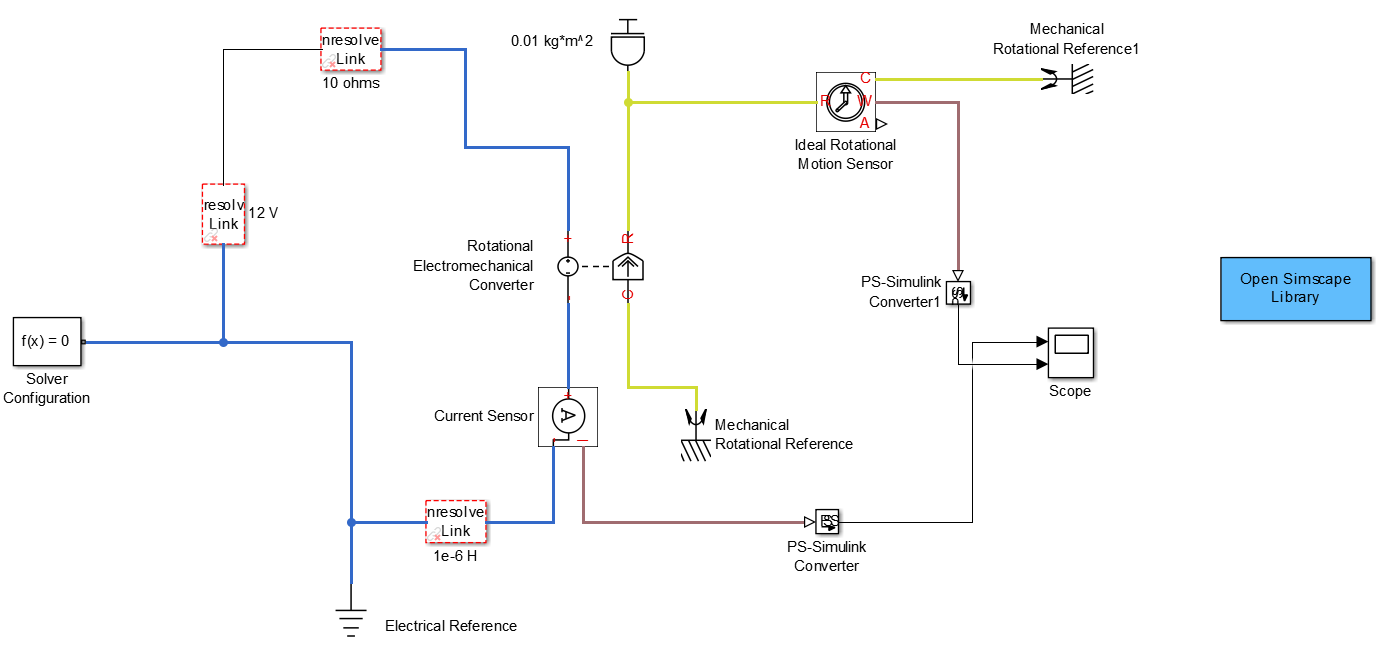 nresolve
Link
10 ohms
0.01 kg*m^2
Mechanical
Rotational Reference1
C
R
W
A
Ideal Rotational
Motion Sensor
resolv
Link
12 V
Rotational
Electromechanical
Converter
+
-
R
C
PS-Simulink
Converter1
Open Simscape
Library
f(x) = 0
Solver
Configuration
Scope
Current Sensor
+
A
-
I
Mechanical
Rotational Reference
nresolve
Link
1e-6 H
PS-Simulink
Converter
Electrical Reference